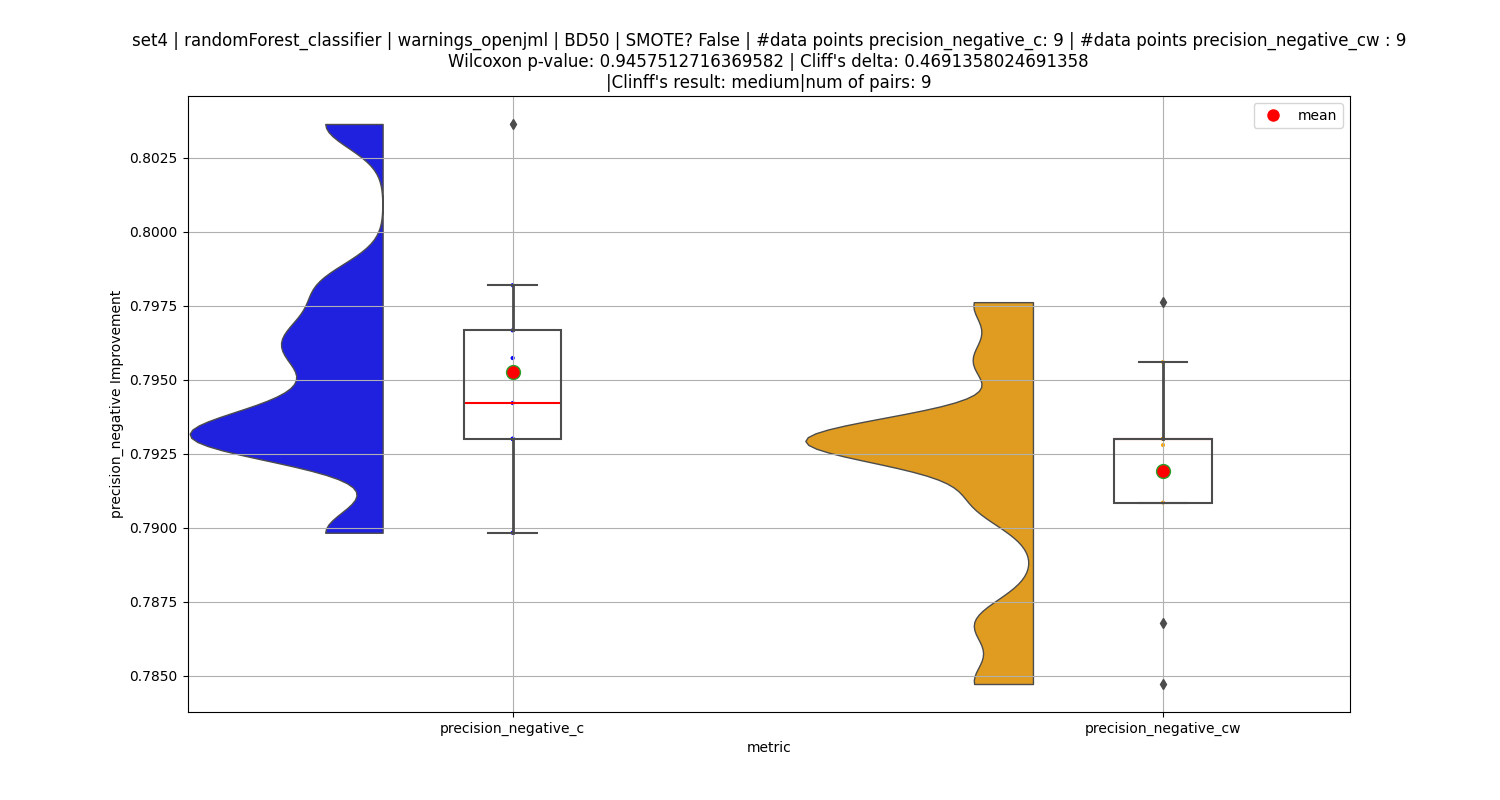 set4 | randomForest_classifier | warnings_openjml | BD50 | SMOTE? False | #data points precision_negative_c: 9 | #data points precision_negative_cw : 9
Wilcoxon p-value: 0.9457512716369582 | Cliff's delta: 0.4691358024691358
|Clinff's result: medium|num of pairs: 9
mean
0.8025
0.8000
0.7975
0.7950
0.7925
0.7900
0.7875
0.7850
precision_negative Improvement
precision_negative_c
precision_negative_cw
metric